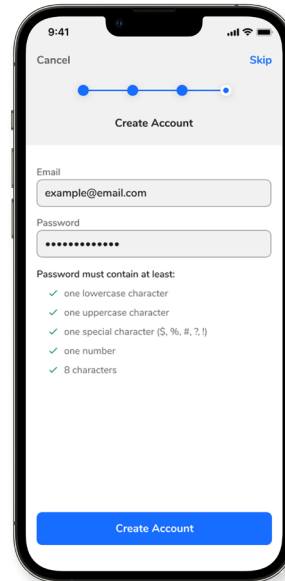 9:41
Cancel Skip
Create Account
Email
example@email.com
Password
•••••••••••••
Password must contain at least:
one lowercase character
one uppercase character
one special character ($, %, #, ?, !)
one number
8 characters
Create Account